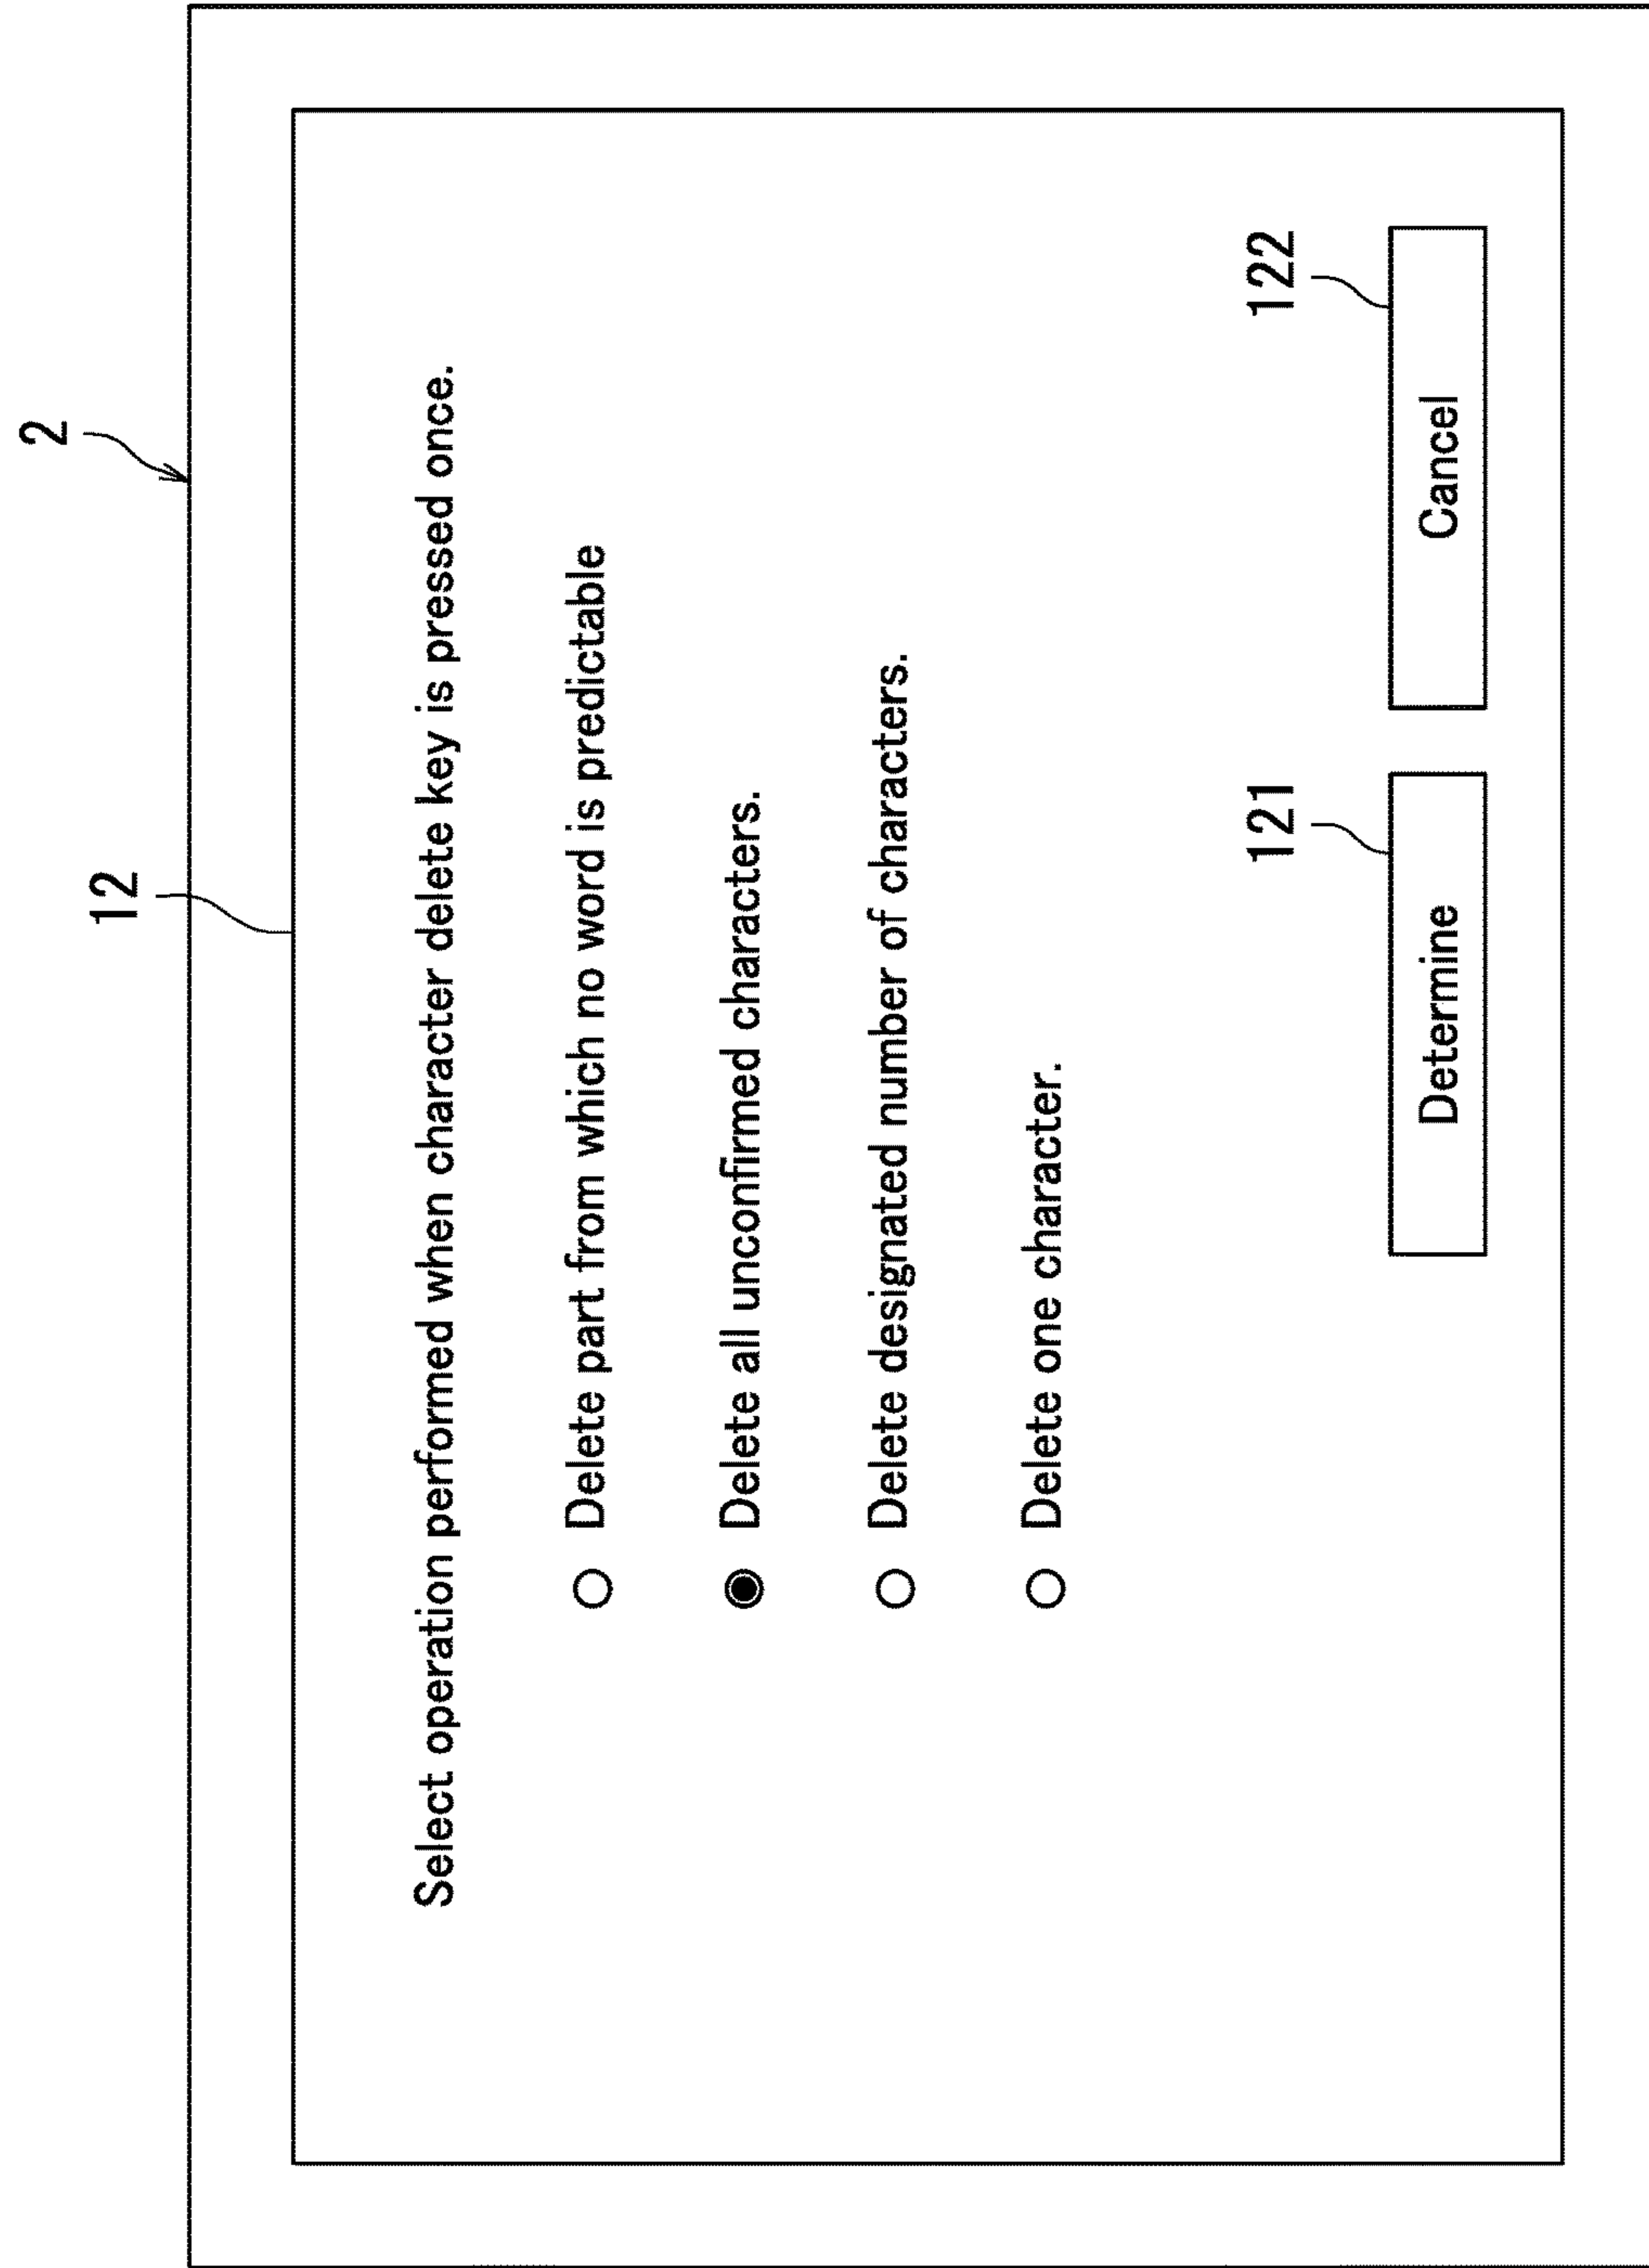 2
12
Select operation performed when character delete key is pressed once.
Delete part from which no word is predictable
Delete all unconfirmed characters.
Delete designated number of characters.
Delete one character.
121
122
Determine
Cancel